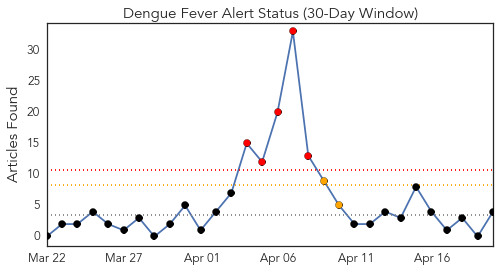 Dengue Fever Alert Status (30-Day Window)
Articles Found
30
25
20
15
10
5
0
Mar 22 Mar 27 Apr 01 Apr 06 Apr 11 Apr 16